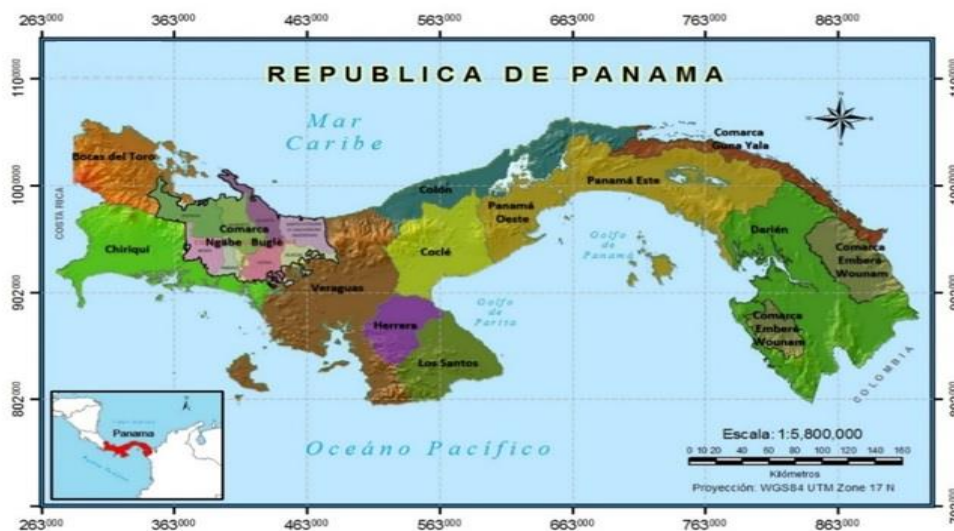 263000 363000 463000 563000 663000 763000 863000
REPUBLICA DE PANAMA
1100000
1000000
902000
802000
Mar
Caribe
Comarca
Guna Yala
Bocas del Toro
Colón
Panamá Este
COSTA RICA
Comarca
Ngabe Buglé
Panamá
Oeste
Chiriquí
Coclé
Golfo
de
Panamá
Darién
Comarca
Emberá-
Wounam
Veraguas
Golfo
de
Parita
Herrera
Comarca
Emberá-
Wounam
Los Santos
COLOMBIA
Panama
Océano Pacífico
Escala: 1:5,800,000
0 10 20 40 60 80 100 120 140 160
Kilómetros
Proyección: WGS84 UTM Zone 17 N
263000 363000 463000 563000 663000 763000 863000